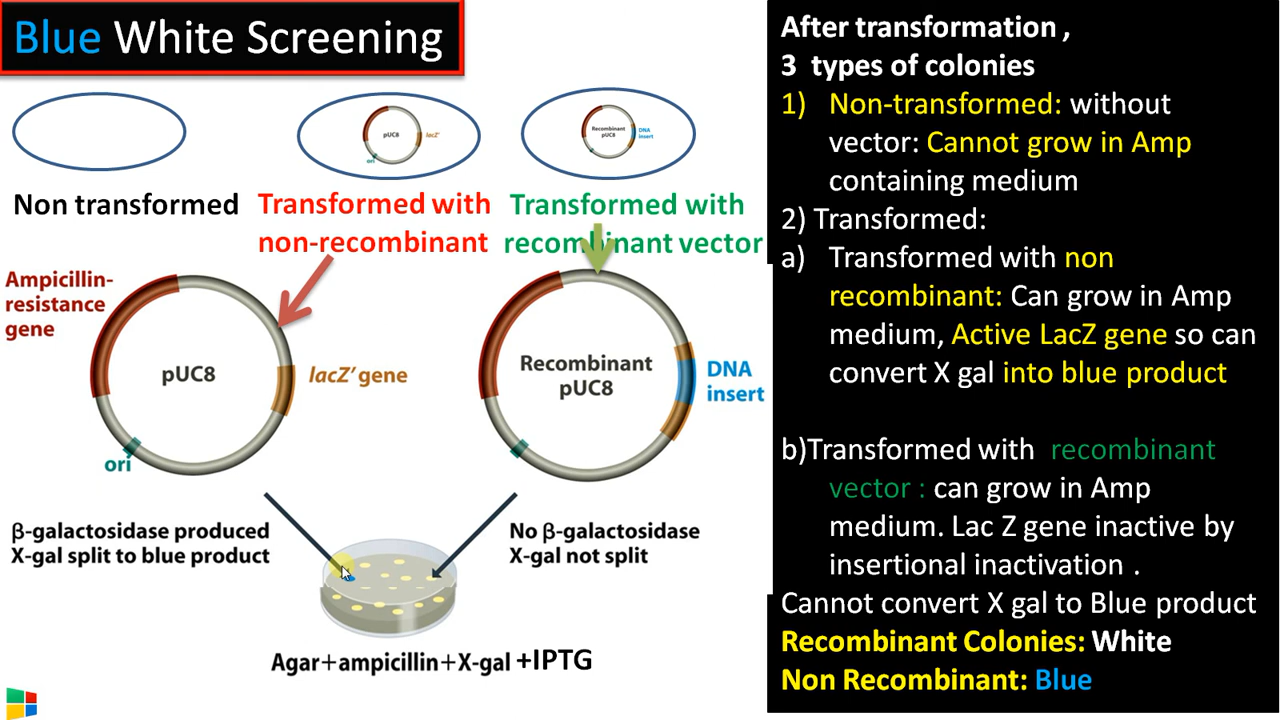 Blue White Screening
pUC8
lacZ'
ori
Recombinant
pUC8
DNA
insert
Non transformed
Transformed with
non-recombinant
Transformed with
recombinant vector
Ampicillin-
resistance
gene
pUC8
lacZ' gene
ori
Recombinant
pUC8
DNA
insert
β-galactosidase produced
X-gal split to blue product
No β-galactosidase
X-gal not split
Agar+ampicillin+X-gal +IPTG
After transformation ,
3 types of colonies
1) Non-transformed: without
vector: Cannot grow in Amp
containing medium
2) Transformed:
a) Transformed with non
recombinant: Can grow in Amp
medium, Active LacZ gene so can
convert X gal into blue product
b)Transformed with recombinant
vector : can grow in Amp
medium. Lac Z gene inactive by
insertional inactivation .
Cannot convert X gal to Blue product
Recombinant Colonies: White
Non Recombinant: Blue